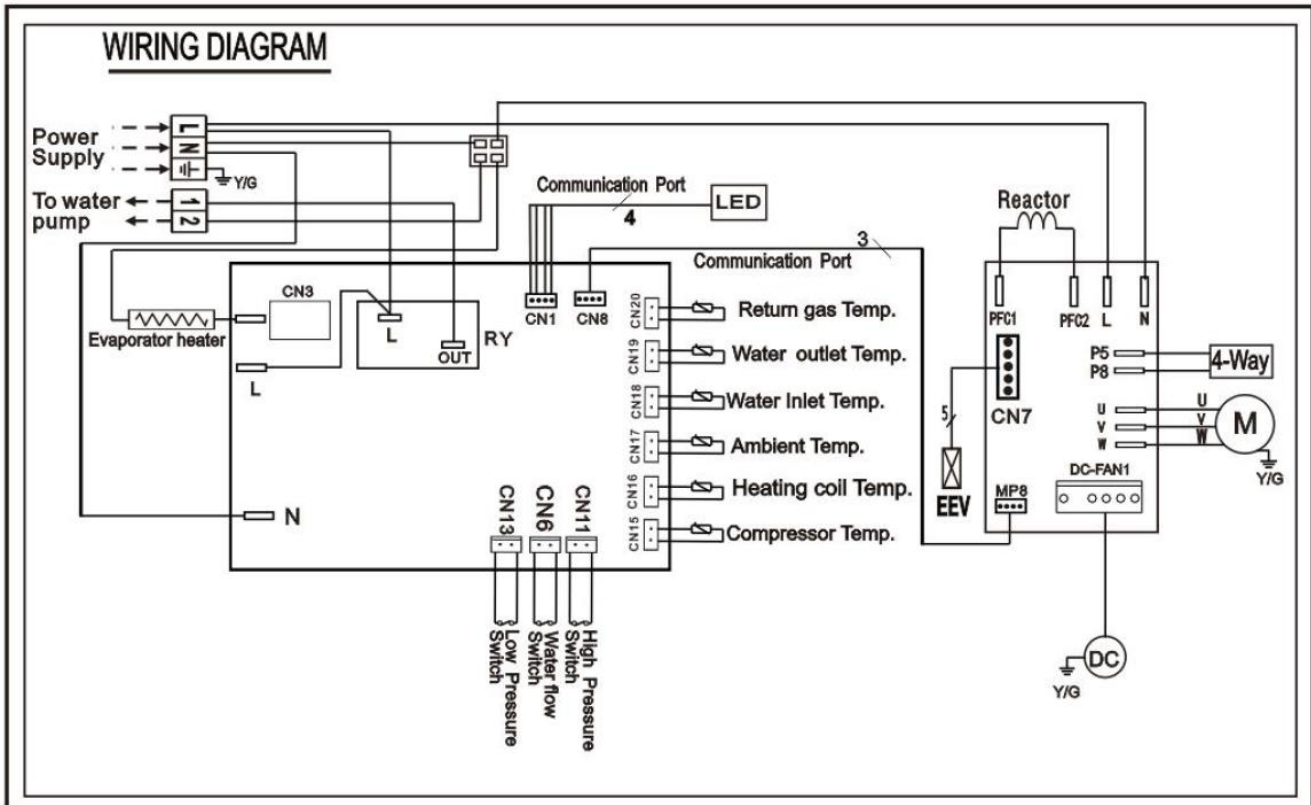 WIRING DIAGRAM
Power
Supply
L
N
Y/G
To water
pump
1
2
Communication Port
4
LED
3
Communication Port
Reactor
CN3
Evaporator heater
L
RY
OUT
L
N
CN1
CN8
CN20
Return gas Temp.
CN19
Water outlet Temp.
CN18
Water Inlet Temp.
CN17
Ambient Temp.
CN16
Heating coil Temp.
CN15
Compressor Temp.
CN13
CN6
CN11
Low Pressure
Switch
Water flow
Switch
High Pressure
Switch
PFC1
PFC2
L
N
P5
P8
4-Way
CN7
5
EEV
U
V
W
U
V
W
M
Y/G
DC-FAN1
MP8
DC
Y/G